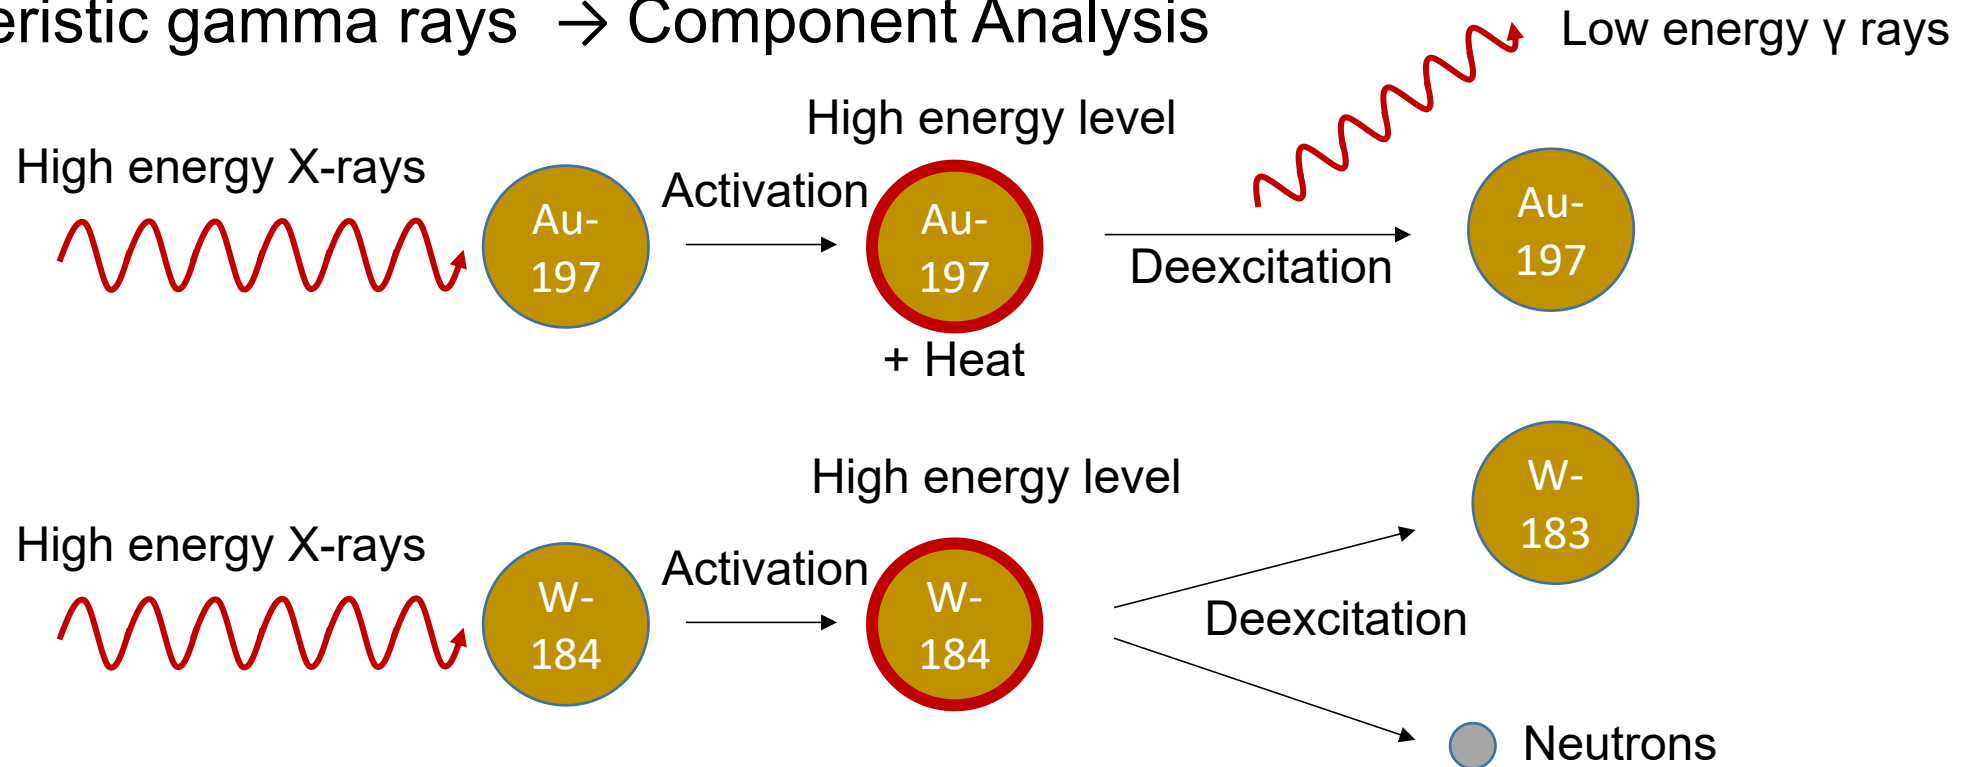 eristic gamma rays → Component Analysis
Low energy γ rays
High energy level
High energy X-rays
Au-
197
Activation
Au-
197
+ Heat
Deexcitation
Au-
197
High energy level
High energy X-rays
W-
184
Activation
W-
184
Deexcitation
W-
183
Neutrons